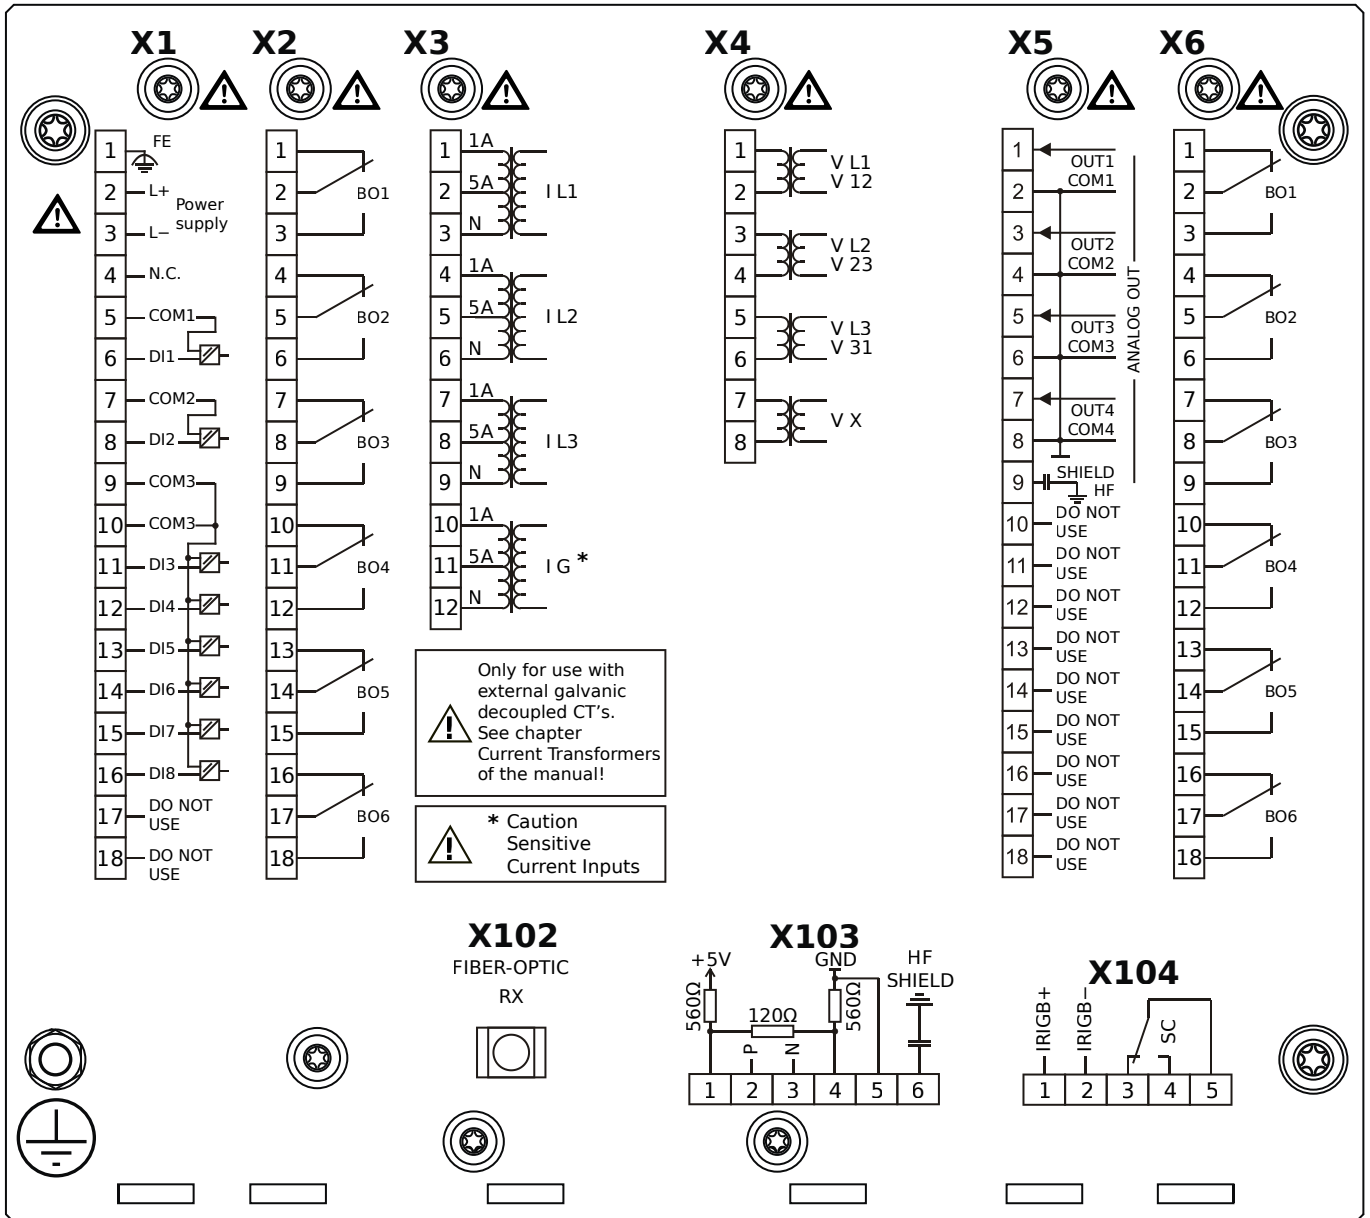 X1
1
FE
2
L+
Power
supply
3
L−
4
N.C.
5
COM1
6
DI1
7
COM2
8
DI2
9
COM3
10
COM3
11
DI3
12
DI4
13
DI5
14
DI6
15
DI7
16
DI8
17
DO NOT
USE
18
DO NOT
USE
X2
1
2
BO1
3
4
5
BO2
6
7
8
BO3
9
10
11
BO4
12
13
14
BO5
15
16
17
BO6
18
X3
1
1A
2
5A
I L1
3
N
4
1A
5
5A
I L2
6
N
7
1A
8
5A
I L3
9
N
10
1A
11
5A
I G *
12
N
Only for use with
external galvanic
decoupled CT's.
See chapter
Current Transformers
of the manual!
* Caution
Sensitive
Current Inputs
X4
1
V L1
V 12
2
3
V L2
V 23
4
5
V L3
V 31
6
7
V X
8
X5
1
OUT1
COM1
2
3
OUT2
COM2
4
5
OUT3
COM3
6
7
OUT4
COM4
8
ANALOG OUT
9
SHIELD
HF
10
DO NOT
USE
11
DO NOT
USE
12
DO NOT
USE
13
DO NOT
USE
14
DO NOT
USE
15
DO NOT
USE
16
DO NOT
USE
17
DO NOT
USE
18
DO NOT
USE
X6
1
2
BO1
3
4
5
BO2
6
7
8
BO3
9
10
11
BO4
12
13
14
BO5
15
16
17
BO6
18
X102
FIBER-OPTIC
RX
X103
+5V
GND
HF
SHIELD
560Ω
120Ω
560Ω
P
N
1 2 3 4 5 6
X104
IRIGB+
IRIGB−
SC
1 2 3 4 5